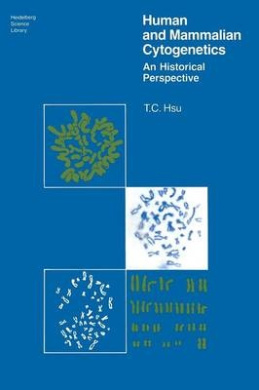 Heidelberg
Science
Library
Human
and Mammalian
Cytogenetics
An Historical
Perspective
T.C. Hsu